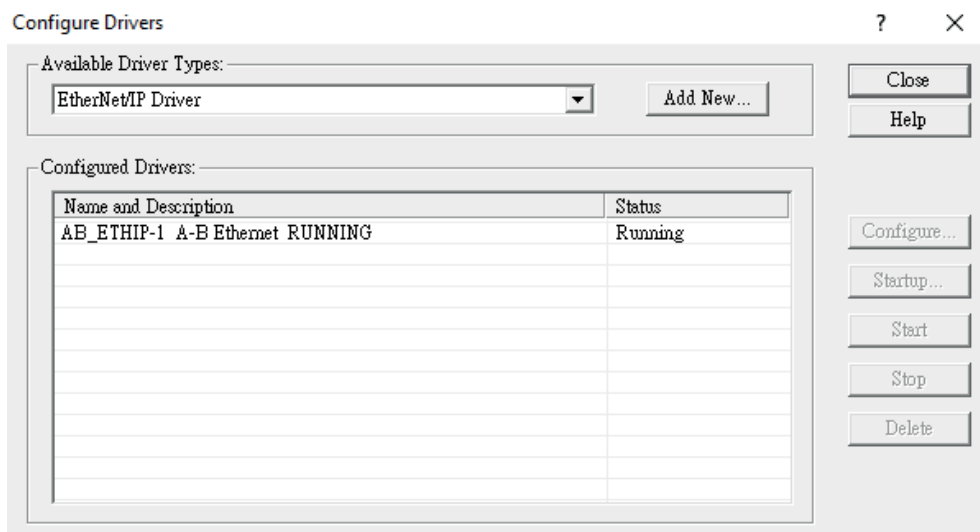 Configure Drivers
? ×
Available Driver Types:
EtherNet/IP Driver
Add New...
Close
Help
Configured Drivers:
Name and Description Status
AB_ETHIP-1 A-B Ethernet RUNNING Running
Configure...
Startup...
Start
Stop
Delete